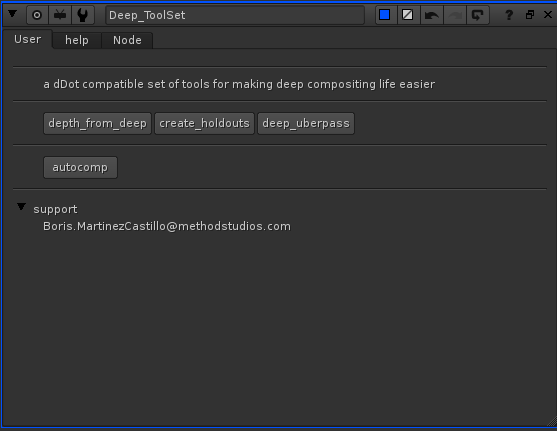 Deep_ToolSet ?
User help Node
a dDot compatible set of tools for making deep compositing life easier
depth_from_deep create_holdouts deep_uberpass
autocomp
support
Boris.MartinezCastillo@methodstudios.com